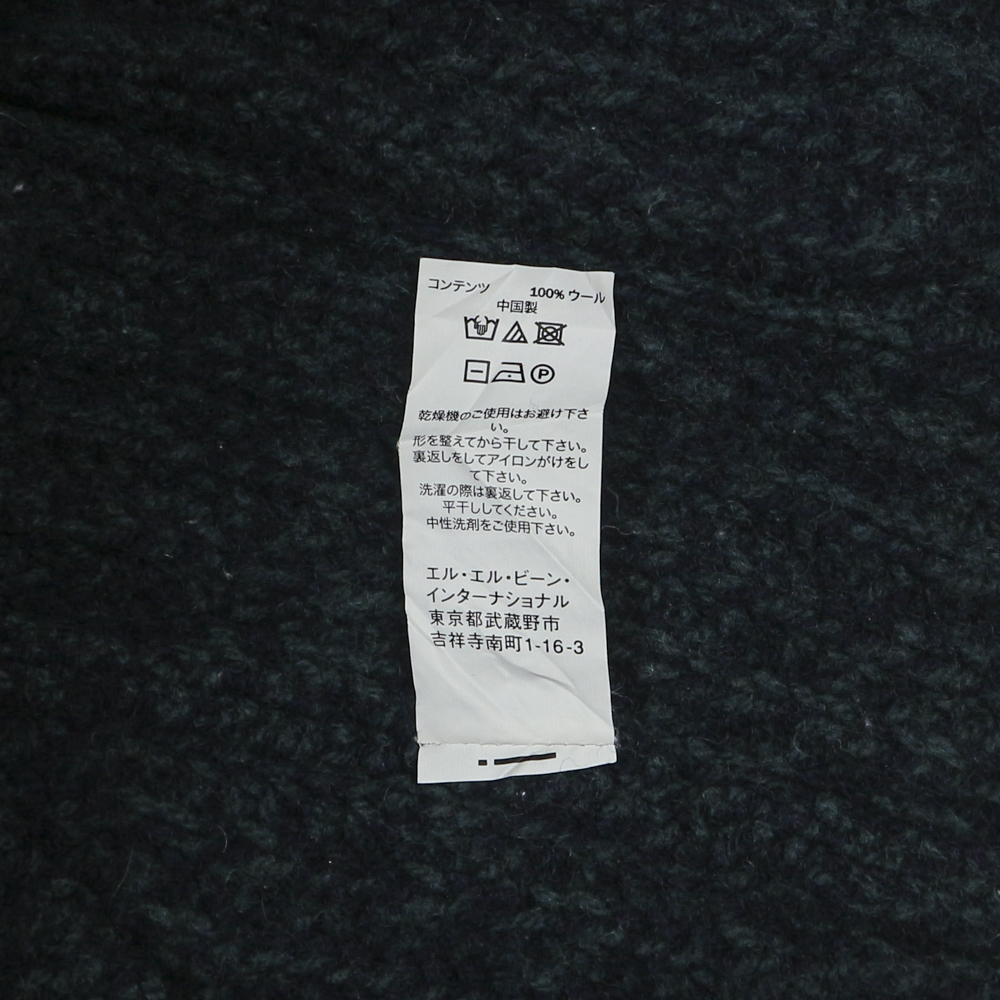 コンテンツ 100% ウール
中国製
P
乾燥機のご使用はお避け下さ
い。
形を整えてから干して下さい。
裏返しをしてアイロンがけをし
て下さい。
洗濯の際は裏返して下さい。
平干ししてください。
中性洗剤をご使用下さい。
エル・エル・ビーン・
インターナショナル
東京都武蔵野市
吉祥寺南町1-16-3